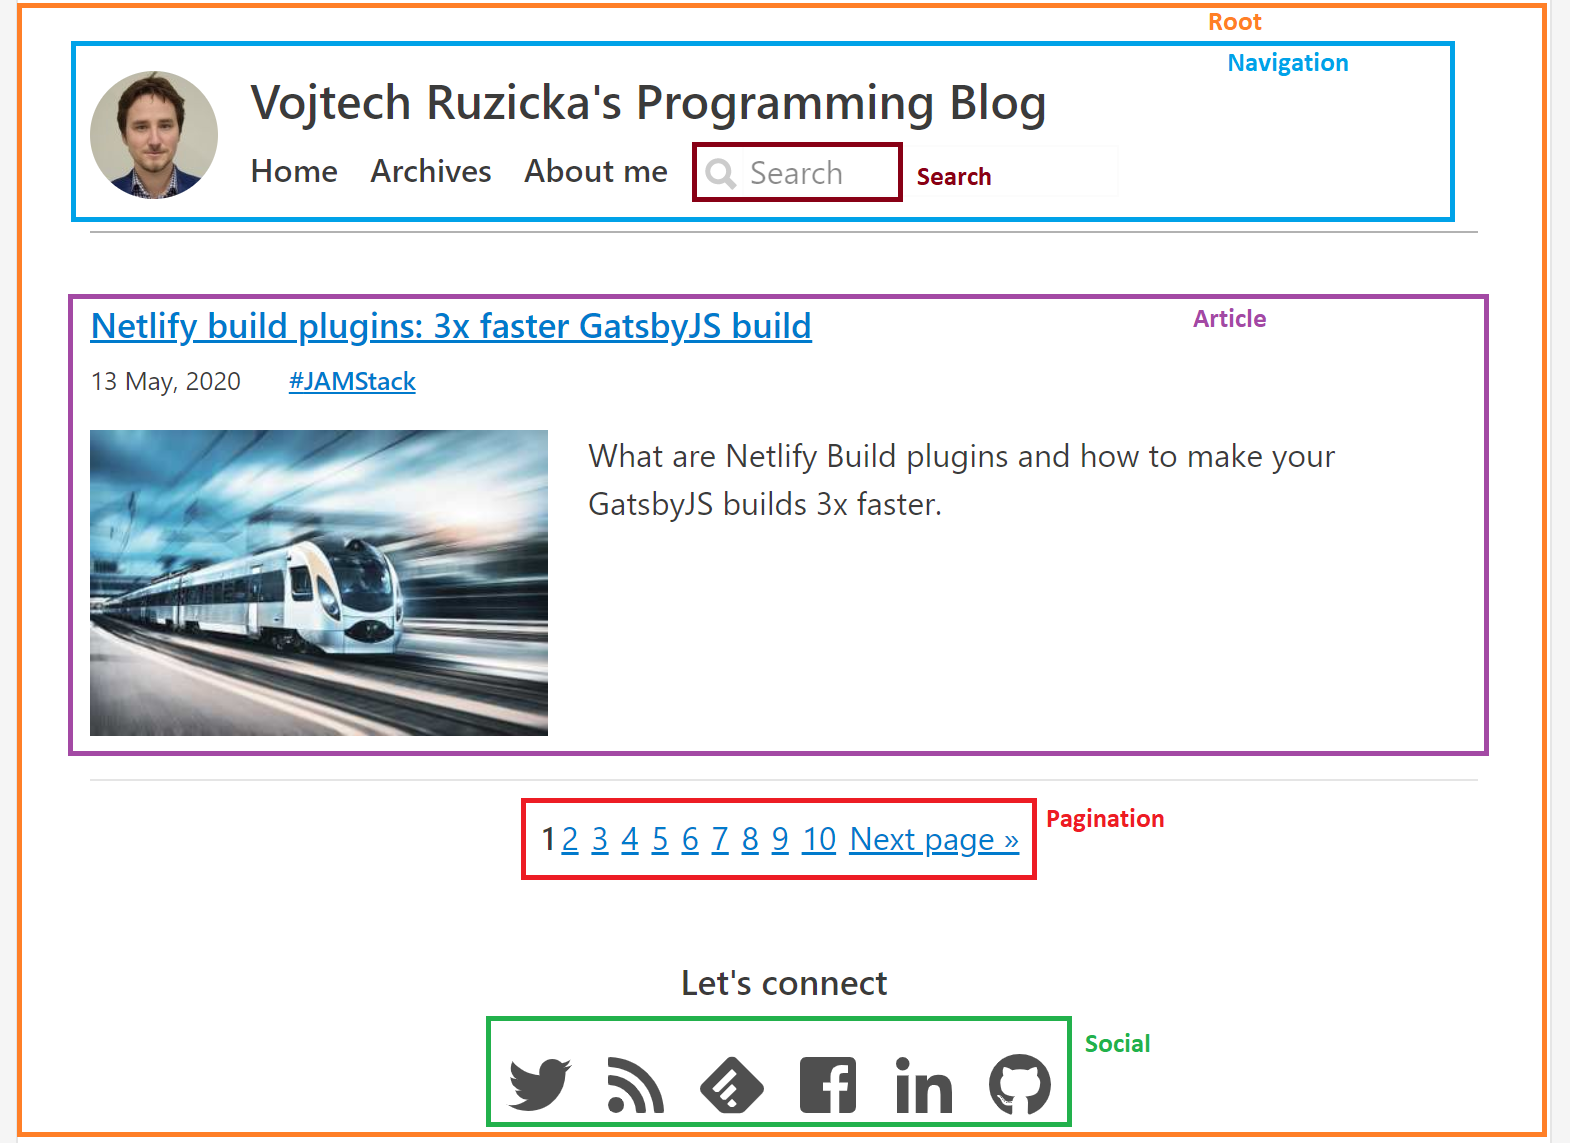 Root
Navigation
Vojtech Ruzicka's Programming Blog
Home Archives About me Search Search
Netlify build plugins: 3x faster GatsbyJS build
Article
13 May, 2020 #JAMStack
What are Netlify Build plugins and how to make your
GatsbyJS builds 3x faster.
1 2 3 4 5 6 7 8 9 10 Next page »
Pagination
Let's connect
Social